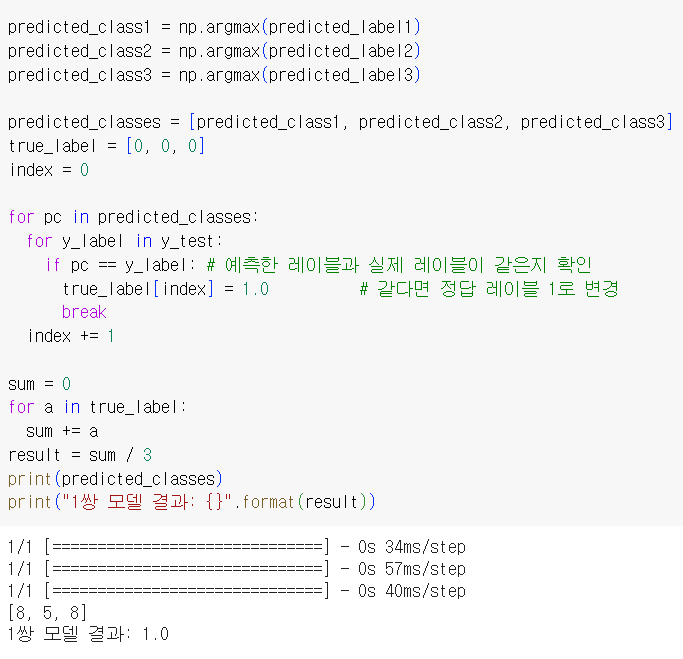 predicted_class1 = np.argmax(predicted_label1)
predicted_class2 = np.argmax(predicted_label2)
predicted_class3 = np.argmax(predicted_label3)
predicted_classes = [predicted_class1, predicted_class2, predicted_class3]
true_label = [0, 0, 0]
index = 0
for pc in predicted_classes:
  for y_label in y_test:
    if pc == y_label: # 예측한 레이블과 실제 레이블이 같은지 확인
      true_label[index] = 1.0          # 같다면 정답 레이블 1로 변경
      break
  index += 1
sum = 0
for a in true_label:
  sum += a
result = sum / 3
print(predicted_classes)
print("1쌍 모델 결과: {}".format(result))
1/1 [==============================] - 0s 34ms/step
1/1 [==============================] - 0s 57ms/step
1/1 [==============================] - 0s 40ms/step
[8, 5, 8]
1쌍 모델 결과: 1.0